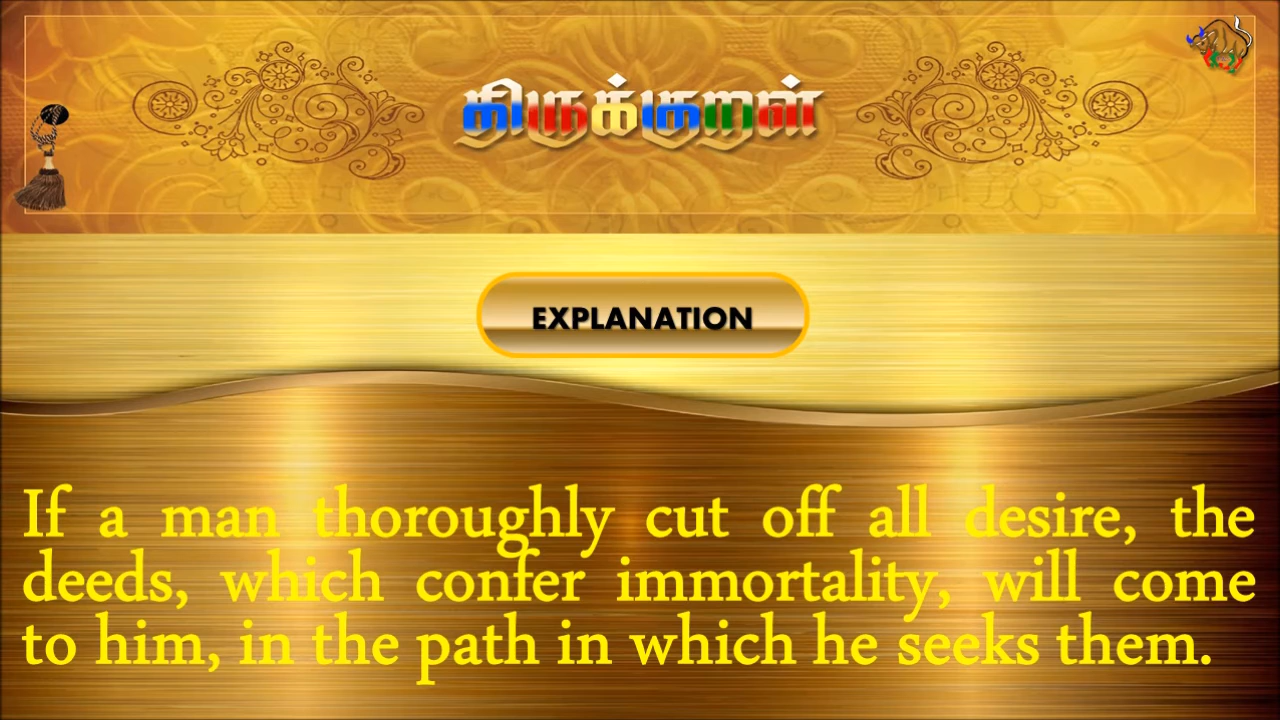 திருக்குறள்
EXPLANATION
If a man thoroughly cut off all desire, the
deeds, which confer immortality, will come
to him, in the path in which he seeks them.